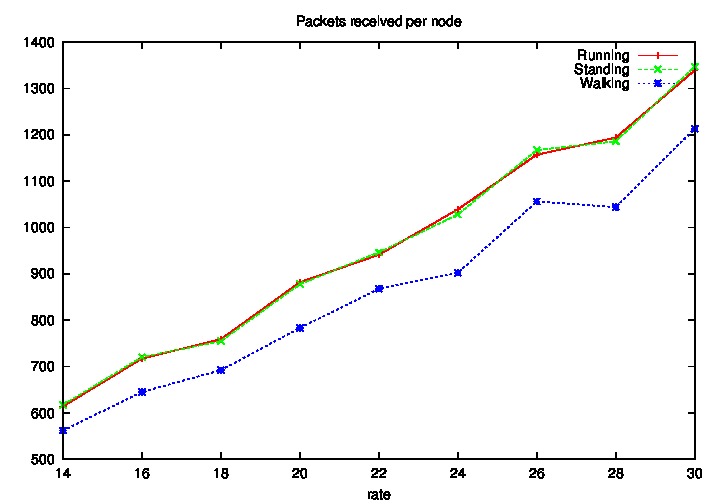 Packets received per node
1400
1300
1200
1100
1000
900
800
700
600
500
Running
Standing
Walking
14 16 18 20 22 24 26 28 30
rate